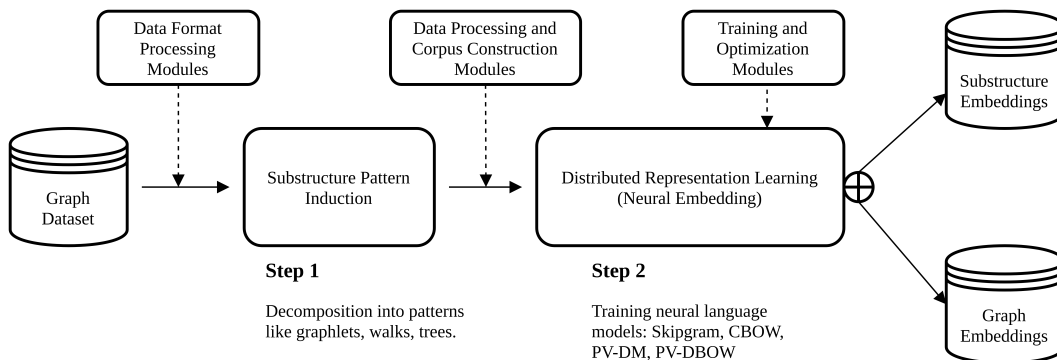 Data Format
Processing
Modules
Data Processing and
Corpus Construction
Modules
Training and
Optimization
Modules
Substructure
Embeddings
Graph
Dataset
Substructure Pattern
Induction
Distributed Representation Learning
(Neural Embedding)
Step 1
Decomposition into patterns
like graphlets, walks, trees.
Step 2
Training neural language
models: Skipgram, CBOW,
PV-DM, PV-DBOW
Graph
Embeddings